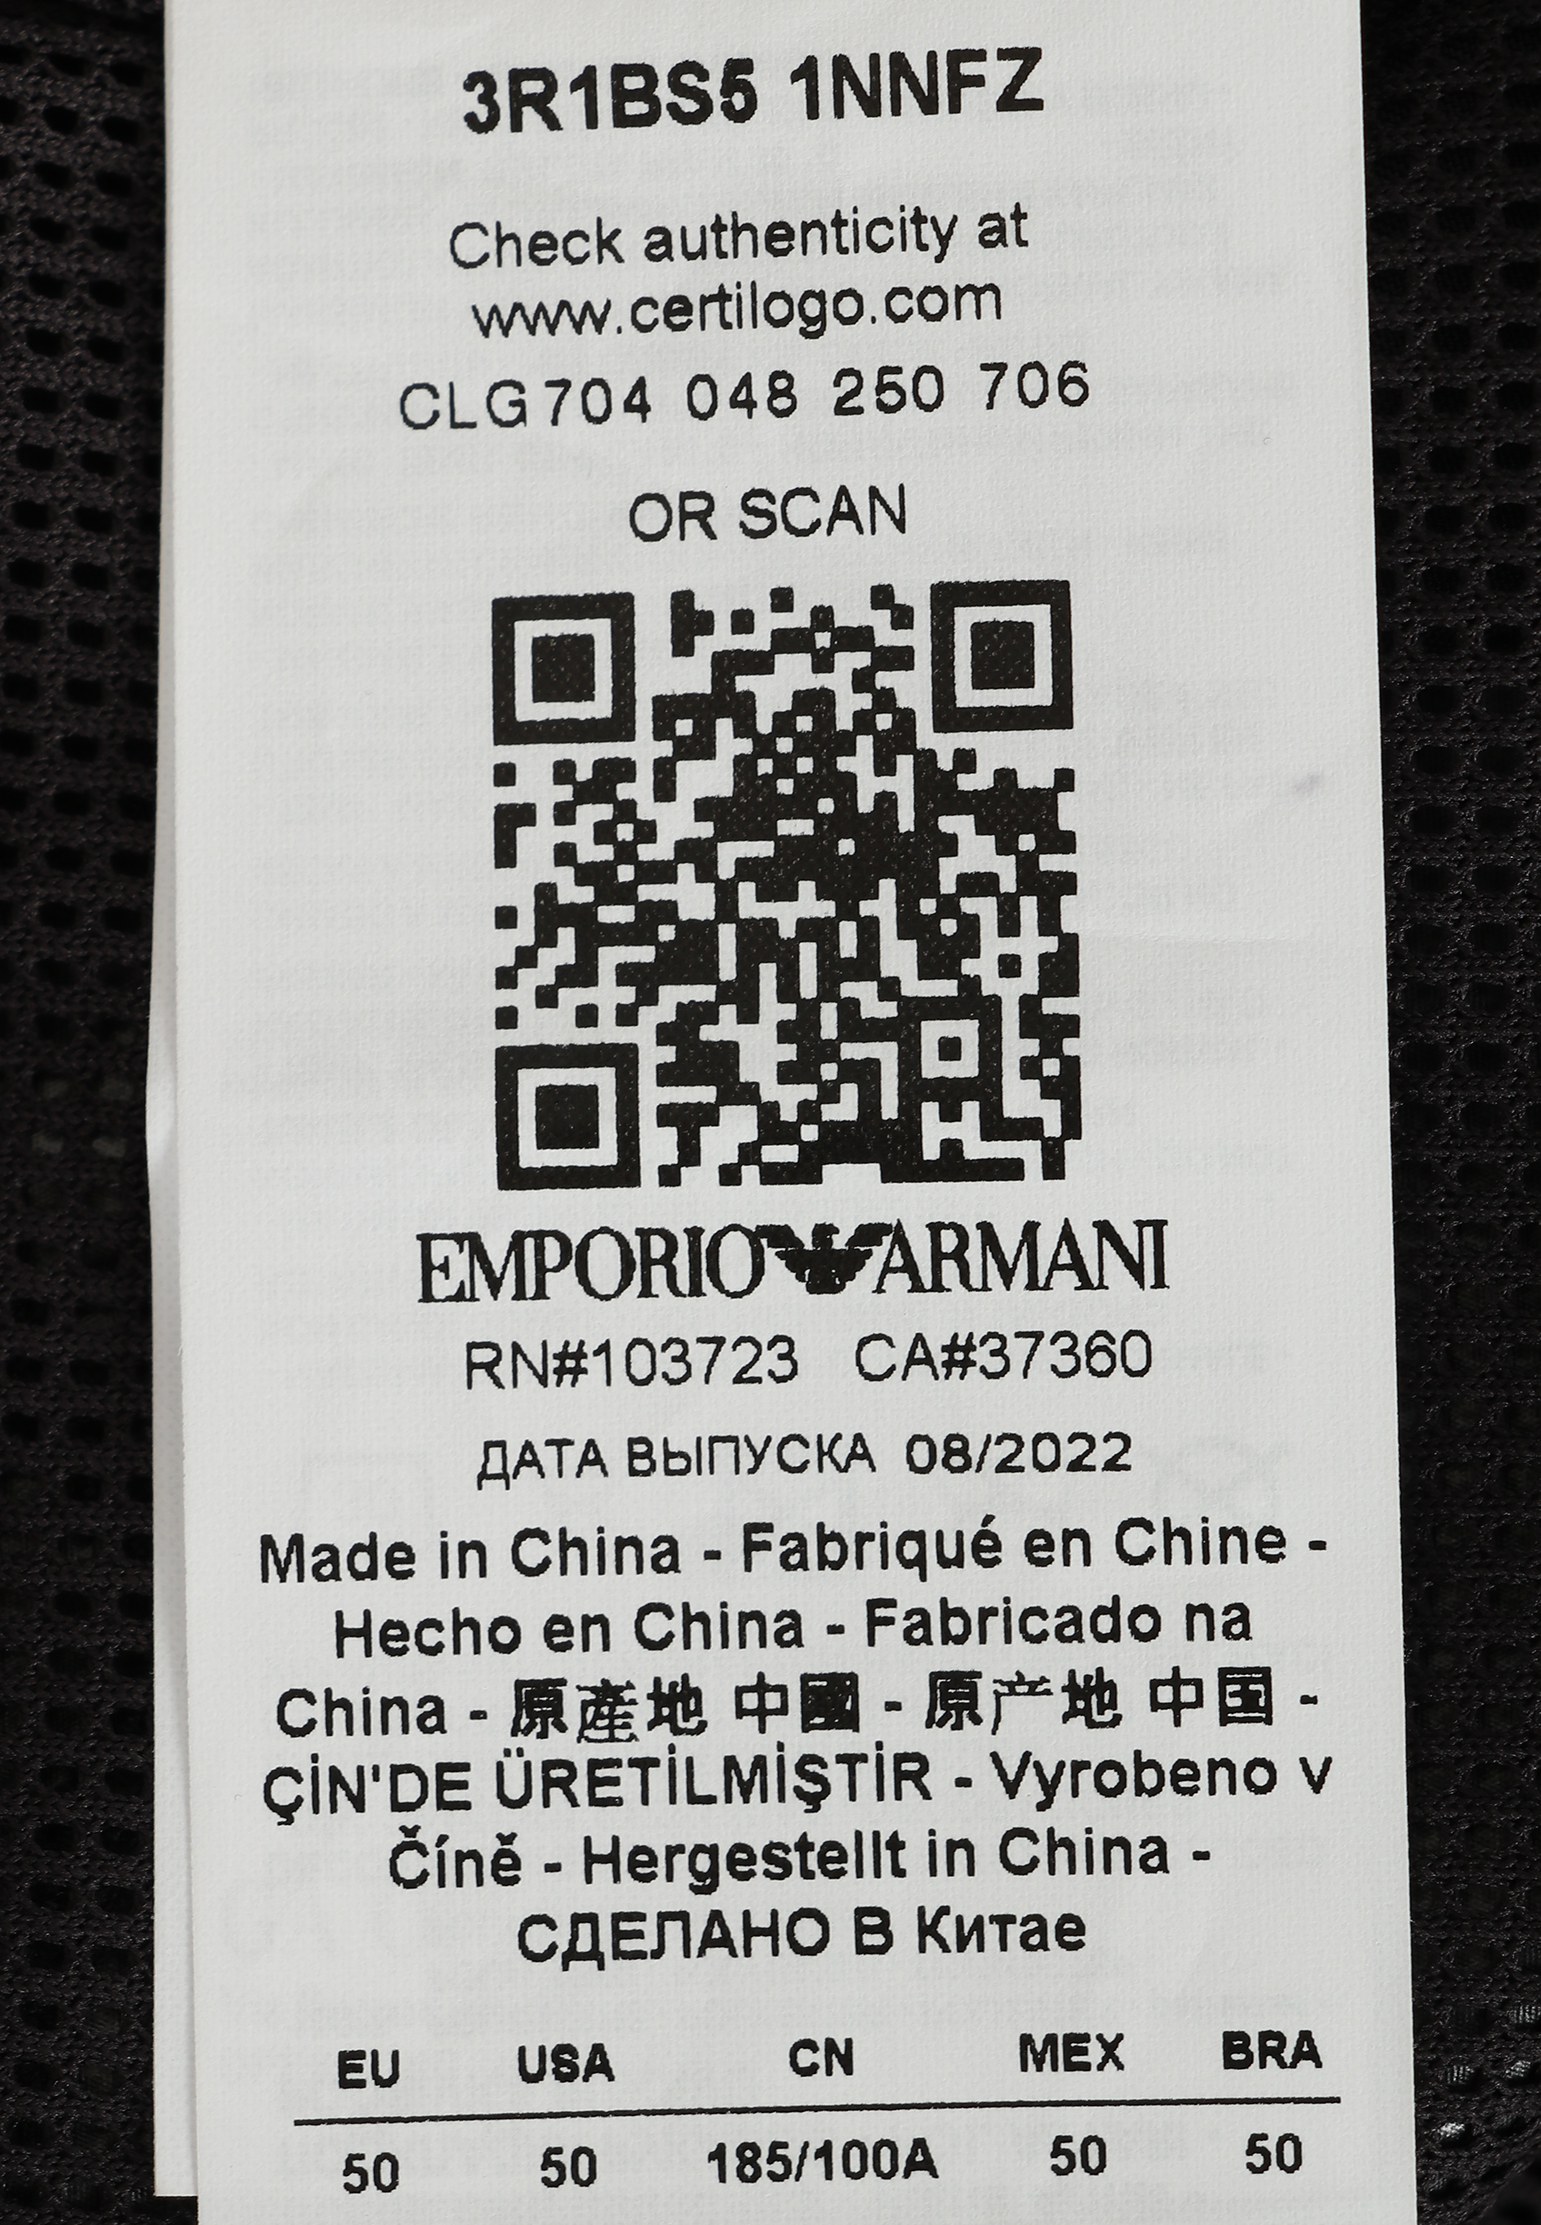 3R1BS5 1NNFZ
Check authenticity at
www.certilogo.com
CLG 704 048 250 706
OR SCAN
EMPORIO ARMANI
RN#103723 CA#37360
ДАТА ВЫПУСКА 08/2022
Made in China - Fabriqué en Chine -
Hecho en China - Fabricado na
China - 原産地 中國 - 原产地 中国 -
ÇİN'DE ÜRETİLMİŞTİR - Vyrobeno v
Číně - Hergestellt in China -
СДЕЛАНО В Китае
EU USA CN MEX BRA
50 50 185/100A 50 50